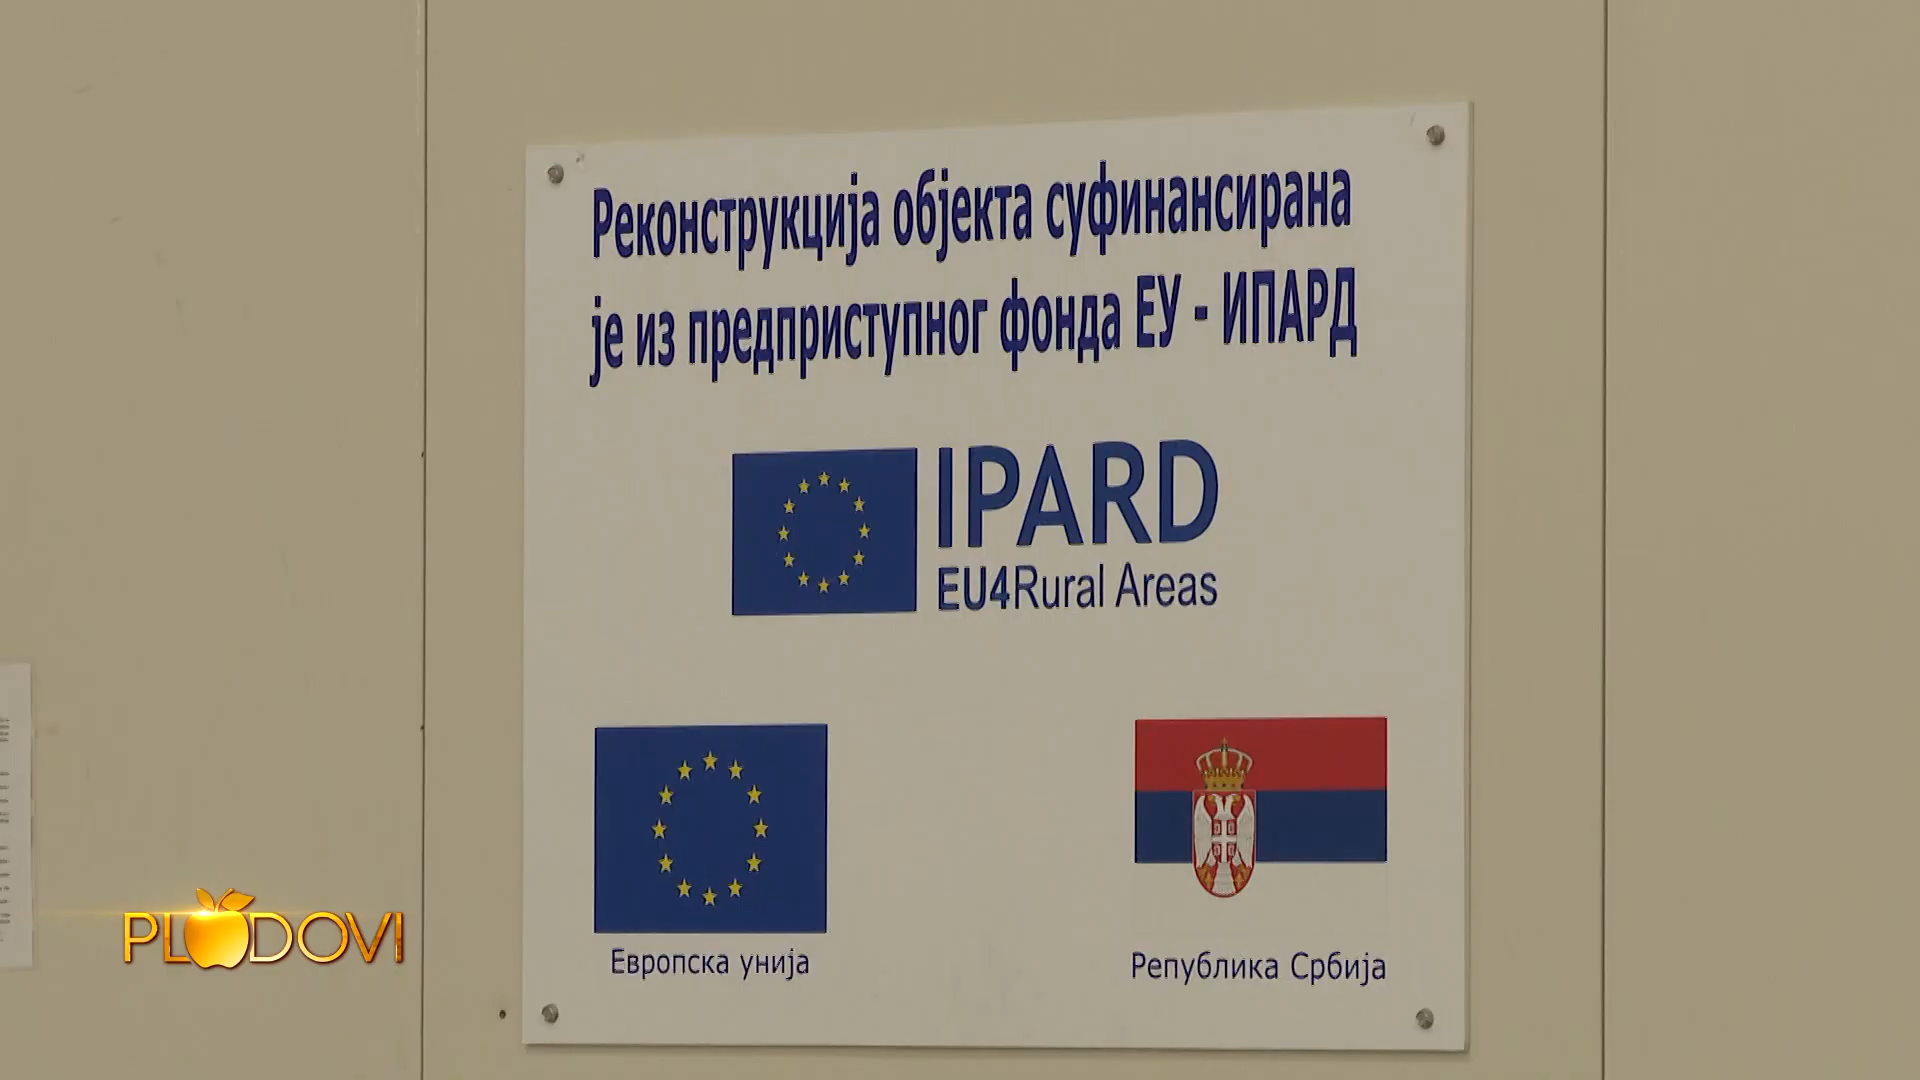 Реконструкција објекта суфинансирана
је из предприступног фонда ЕУ - ИПАРД
IPARD
EU4Rural Areas
Европска унија
Република Србија
PLODOVI